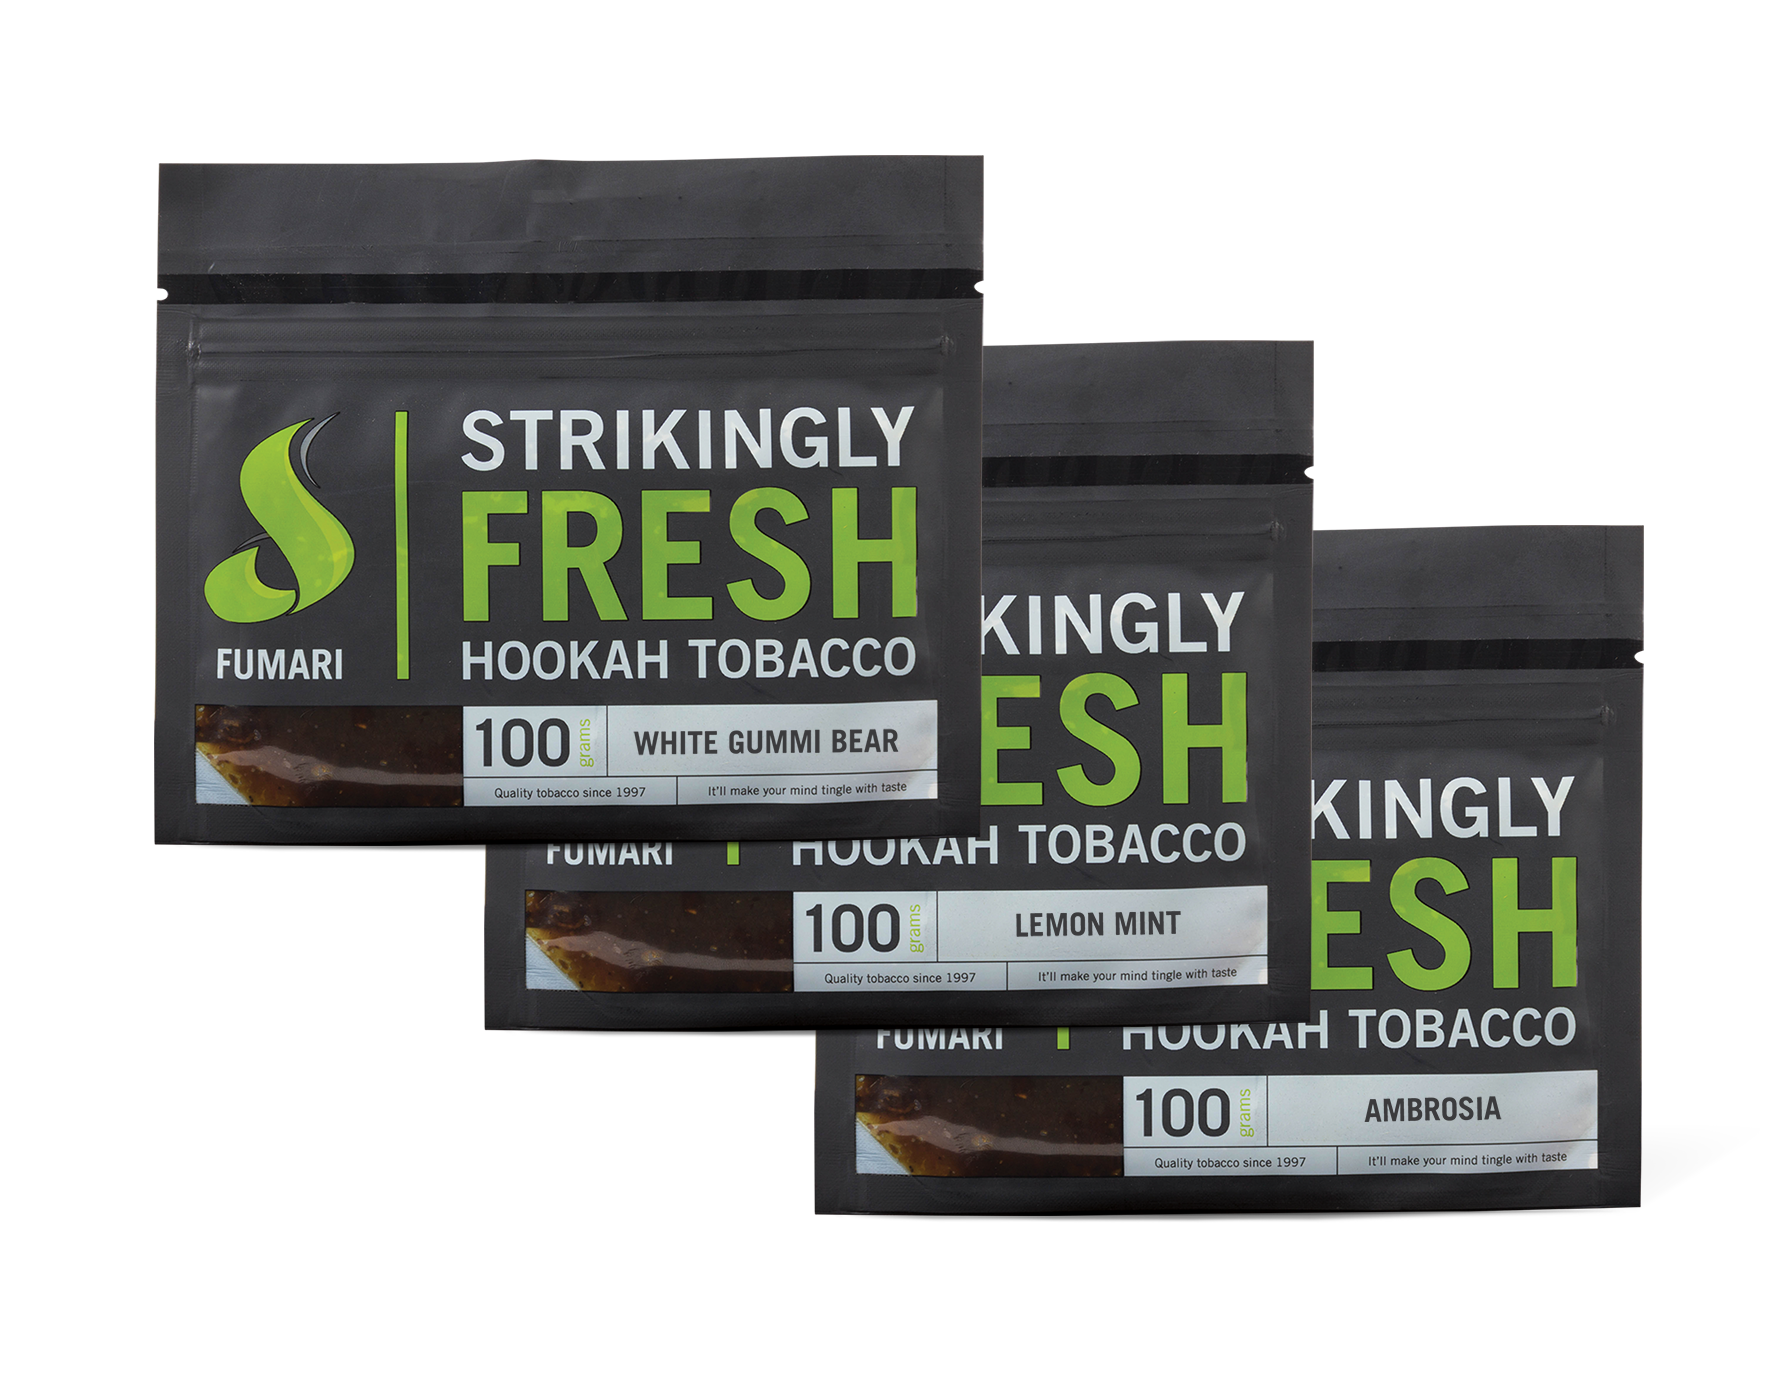 STRIKINGLY
FRESH
HOOKAH TOBACCO
FUMARI
100 grams
WHITE GUMMI BEAR
Quality tobacco since 1997
It'll make your mind tingle with taste
KINGLY
ESH
HOOKAH TOBACCO
FUMARI
100 grams
LEMON MINT
Quality tobacco since 1997
It'll make your mind tingle with taste
KINGLY
ESH
HOOKAH TOBACCO
FUMARI
100 grams
AMBROSIA
Quality tobacco since 1997
It'll make your mind tingle with taste